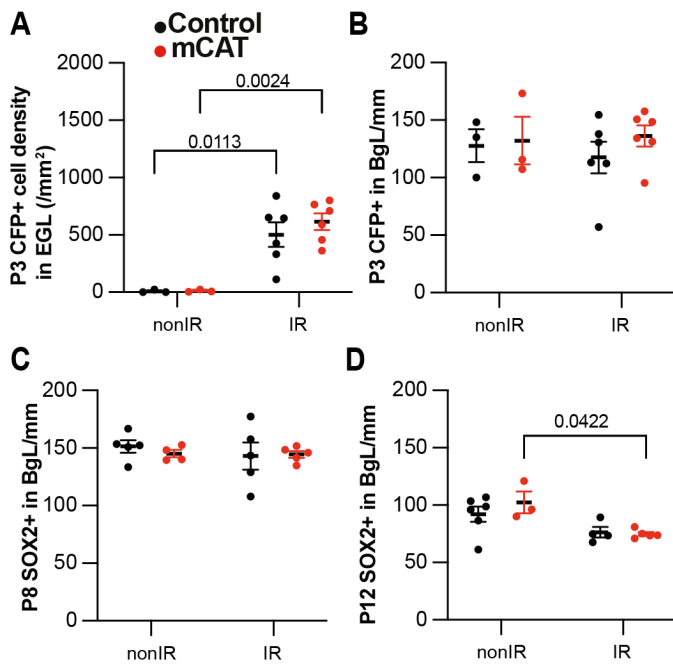 A
Control
mCAT
P3 CFP+ cell density
in EGL (/mm²)
2000
1500
1000
500
0
0.0024
0.0113
nonIR
IR
B
P3 CFP+ in BgL/mm
200
150
100
50
0
nonIR
IR
C
P8 SOX2+ in BgL/mm
200
150
100
50
0
nonIR
IR
D
P12 SOX2+ in BgL/mm
200
150
100
50
0
0.0422
nonIR
IR